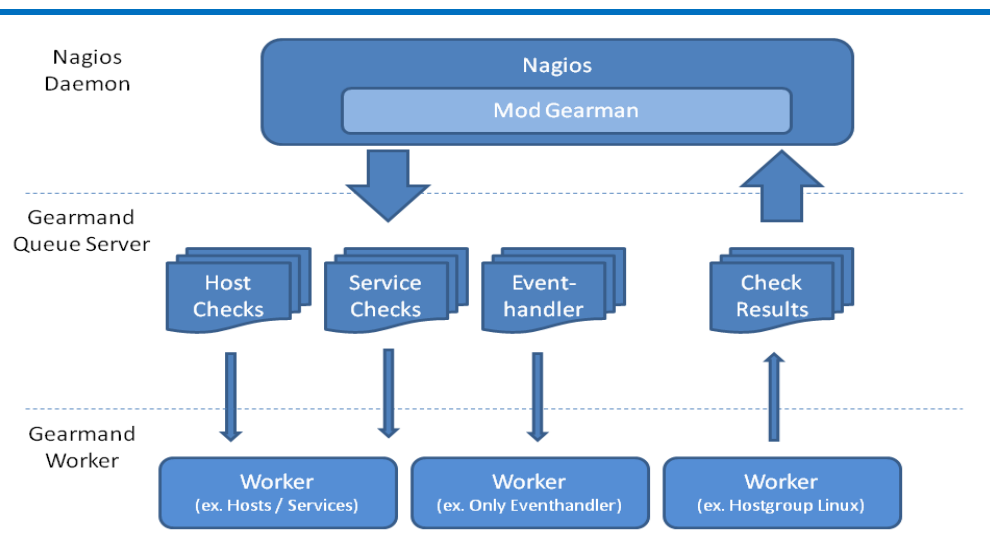 Nagios
Daemon
Nagios
Mod Gearman
Gearmand
Queue Server
Host
Checks
Service
Checks
Event-
handler
Check
Results
Gearmand
Worker
Worker
(ex. Hosts / Services)
Worker
(ex. Only Eventhandler)
Worker
(ex. Hostgroup Linux)